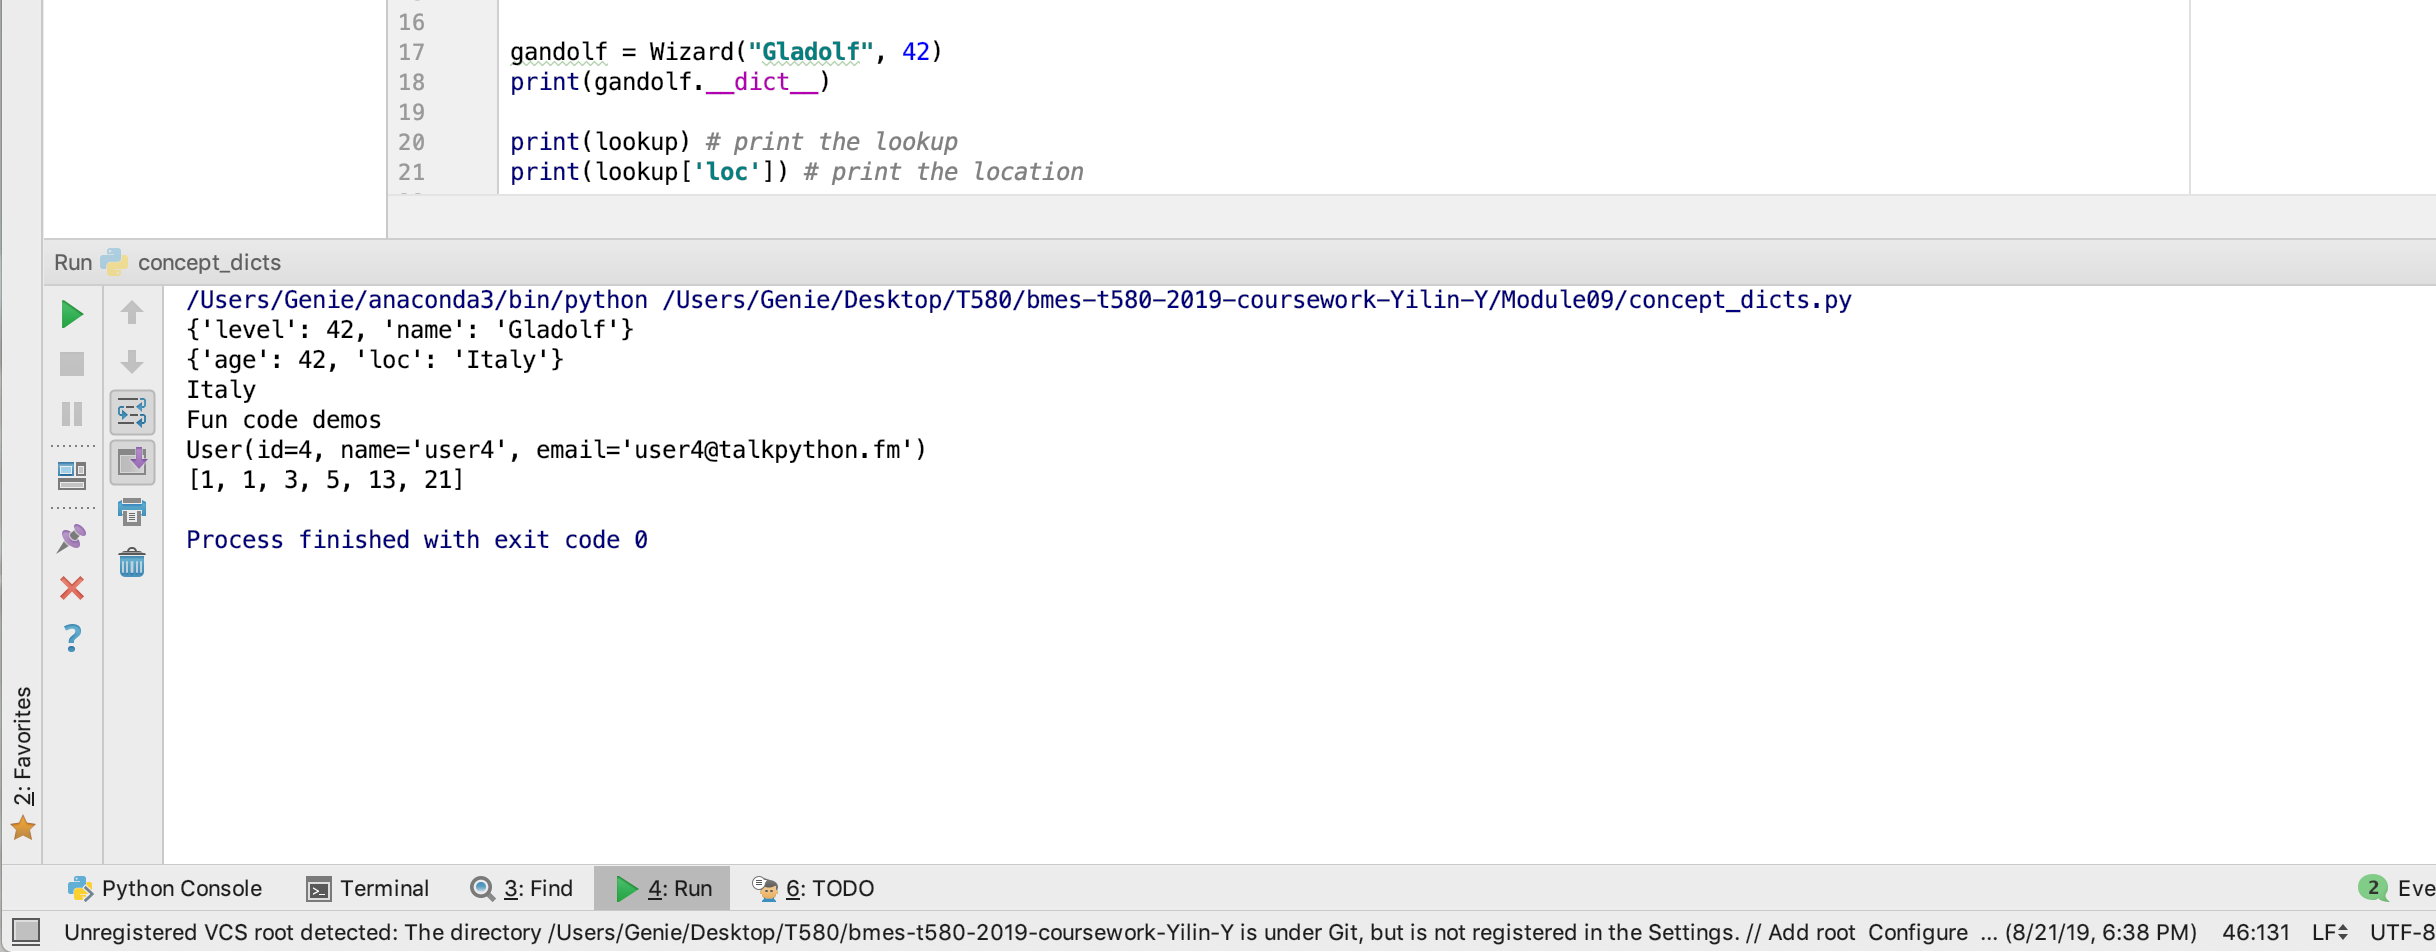 16
17 gandolf = Wizard("Gladolf", 42)
18 print(gandolf.__dict__)
19
20 print(lookup) # print the lookup
21 print(lookup['loc']) # print the location
Run concept_dicts
/Users/Genie/anaconda3/bin/python /Users/Genie/Desktop/T580/bmes-t580-2019-coursework-Yilin-Y/Module09/concept_dicts.py
{'level': 42, 'name': 'Gladolf'}
{'age': 42, 'loc': 'Italy'}
Italy
Fun code demos
User(id=4, name='user4', email='user4@talkpython.fm')
[1, 1, 3, 5, 13, 21]
Process finished with exit code 0
2: Favorites
Python Console Terminal 3: Find 4: Run 6: TODO 2 Eve
Unregistered VCS root detected: The directory /Users/Genie/Desktop/T580/bmes-t580-2019-coursework-Yilin-Y is under Git, but is not registered in the Settings. // Add root Configure ... (8/21/19, 6:38 PM) 46:131 LF UTF-8